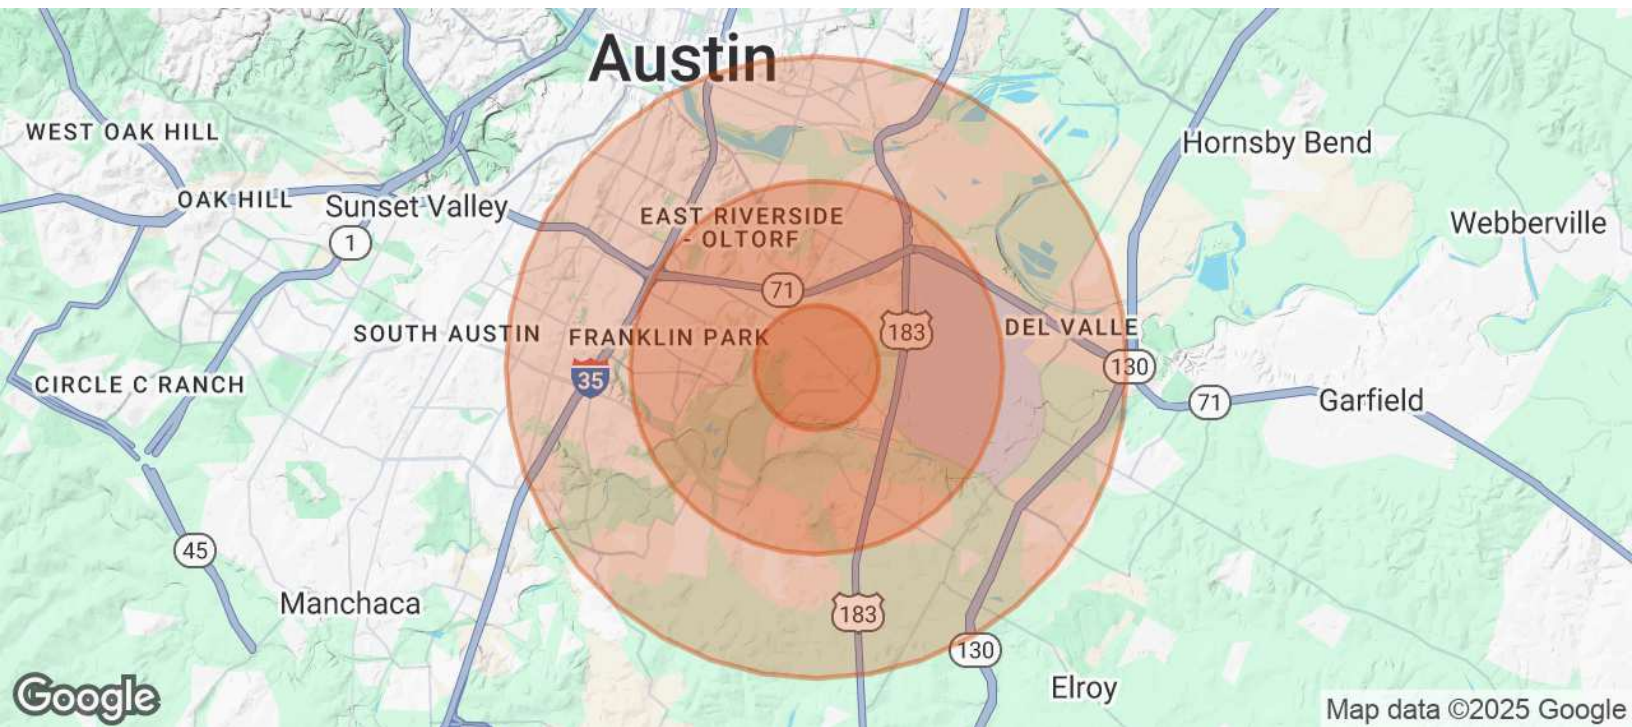 Austin
WEST OAK HILL
Hornsby Bend
OAK HILL
Sunset Valley
EAST RIVERSIDE
- OLTORF
Webberville
1
71
SOUTH AUSTIN
FRANKLIN PARK
183
DEL VALLE
130
35
CIRCLE C RANCH
71
Garfield
45
Manchaca
183
130
Elroy
Google
Map data ©2025 Google